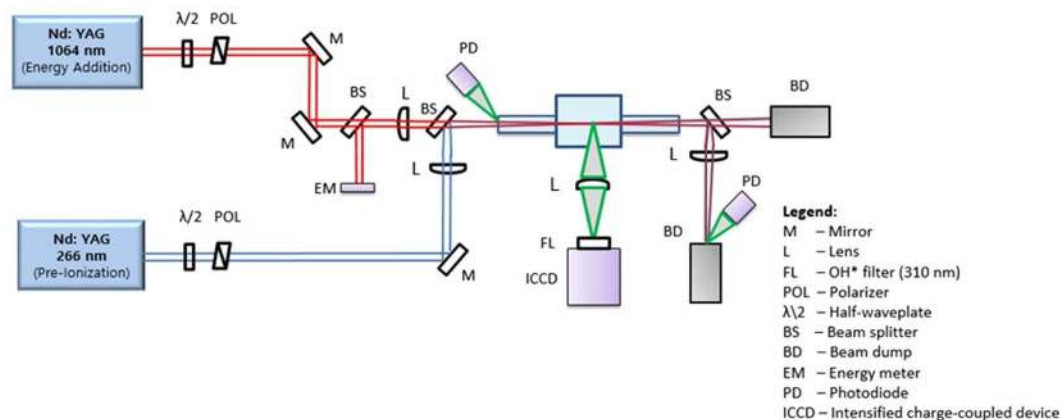 Nd: YAG
1064 nm
(Energy Addition)
λ/2
POL
M
M
BS
EM
L
BS
L
PD
BS
BD
L
PD
BD
L
FL
ICCD
Nd: YAG
266 nm
(Pre-Ionization)
λ/2
POL
M
Legend:
M – Mirror
L – Lens
FL – OH* filter (310 nm)
POL – Polarizer
λ\2 – Half-waveplate
BS – Beam splitter
BD – Beam dump
EM – Energy meter
PD – Photodiode
ICCD – Intensified charge-coupled device